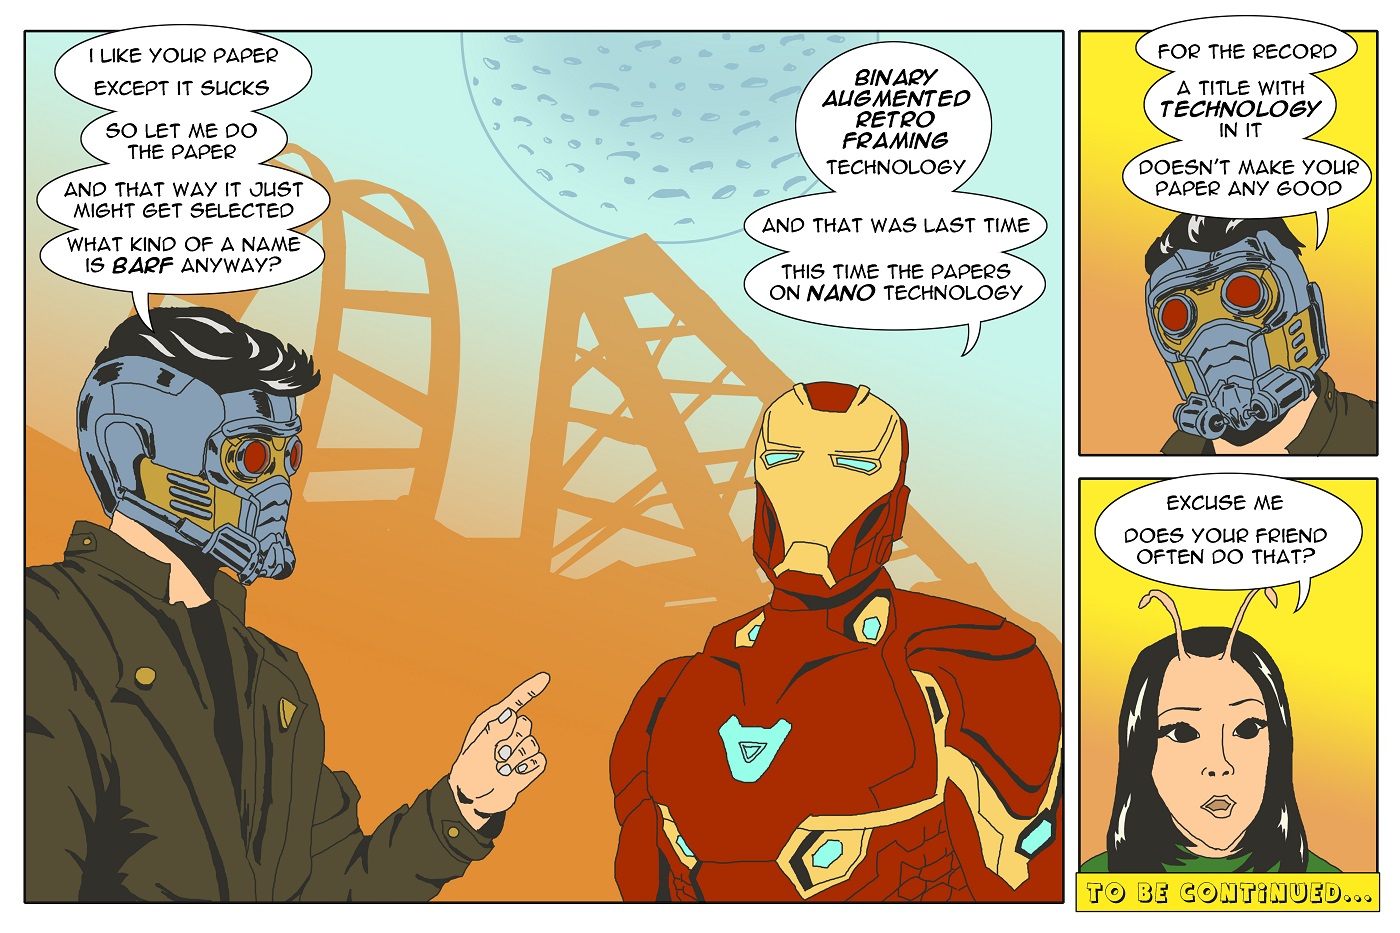 I LIKE YOUR PAPER
EXCEPT IT SUCKS
SO LET ME DO
THE PAPER
AND THAT WAY IT JUST
MIGHT GET SELECTED
WHAT KIND OF A NAME
IS BARF ANYWAY?
BINARY
AUGMENTED
RETRO
FRAMING
TECHNOLOGY
AND THAT WAS LAST TIME
THIS TIME THE PAPERS
ON NANO TECHNOLOGY
FOR THE RECORD
A TITLE WITH
TECHNOLOGY
IN IT
DOESN'T MAKE YOUR
PAPER ANY GOOD
EXCUSE ME
DOES YOUR FRIEND
OFTEN DO THAT?
TO BE CONTINUED...